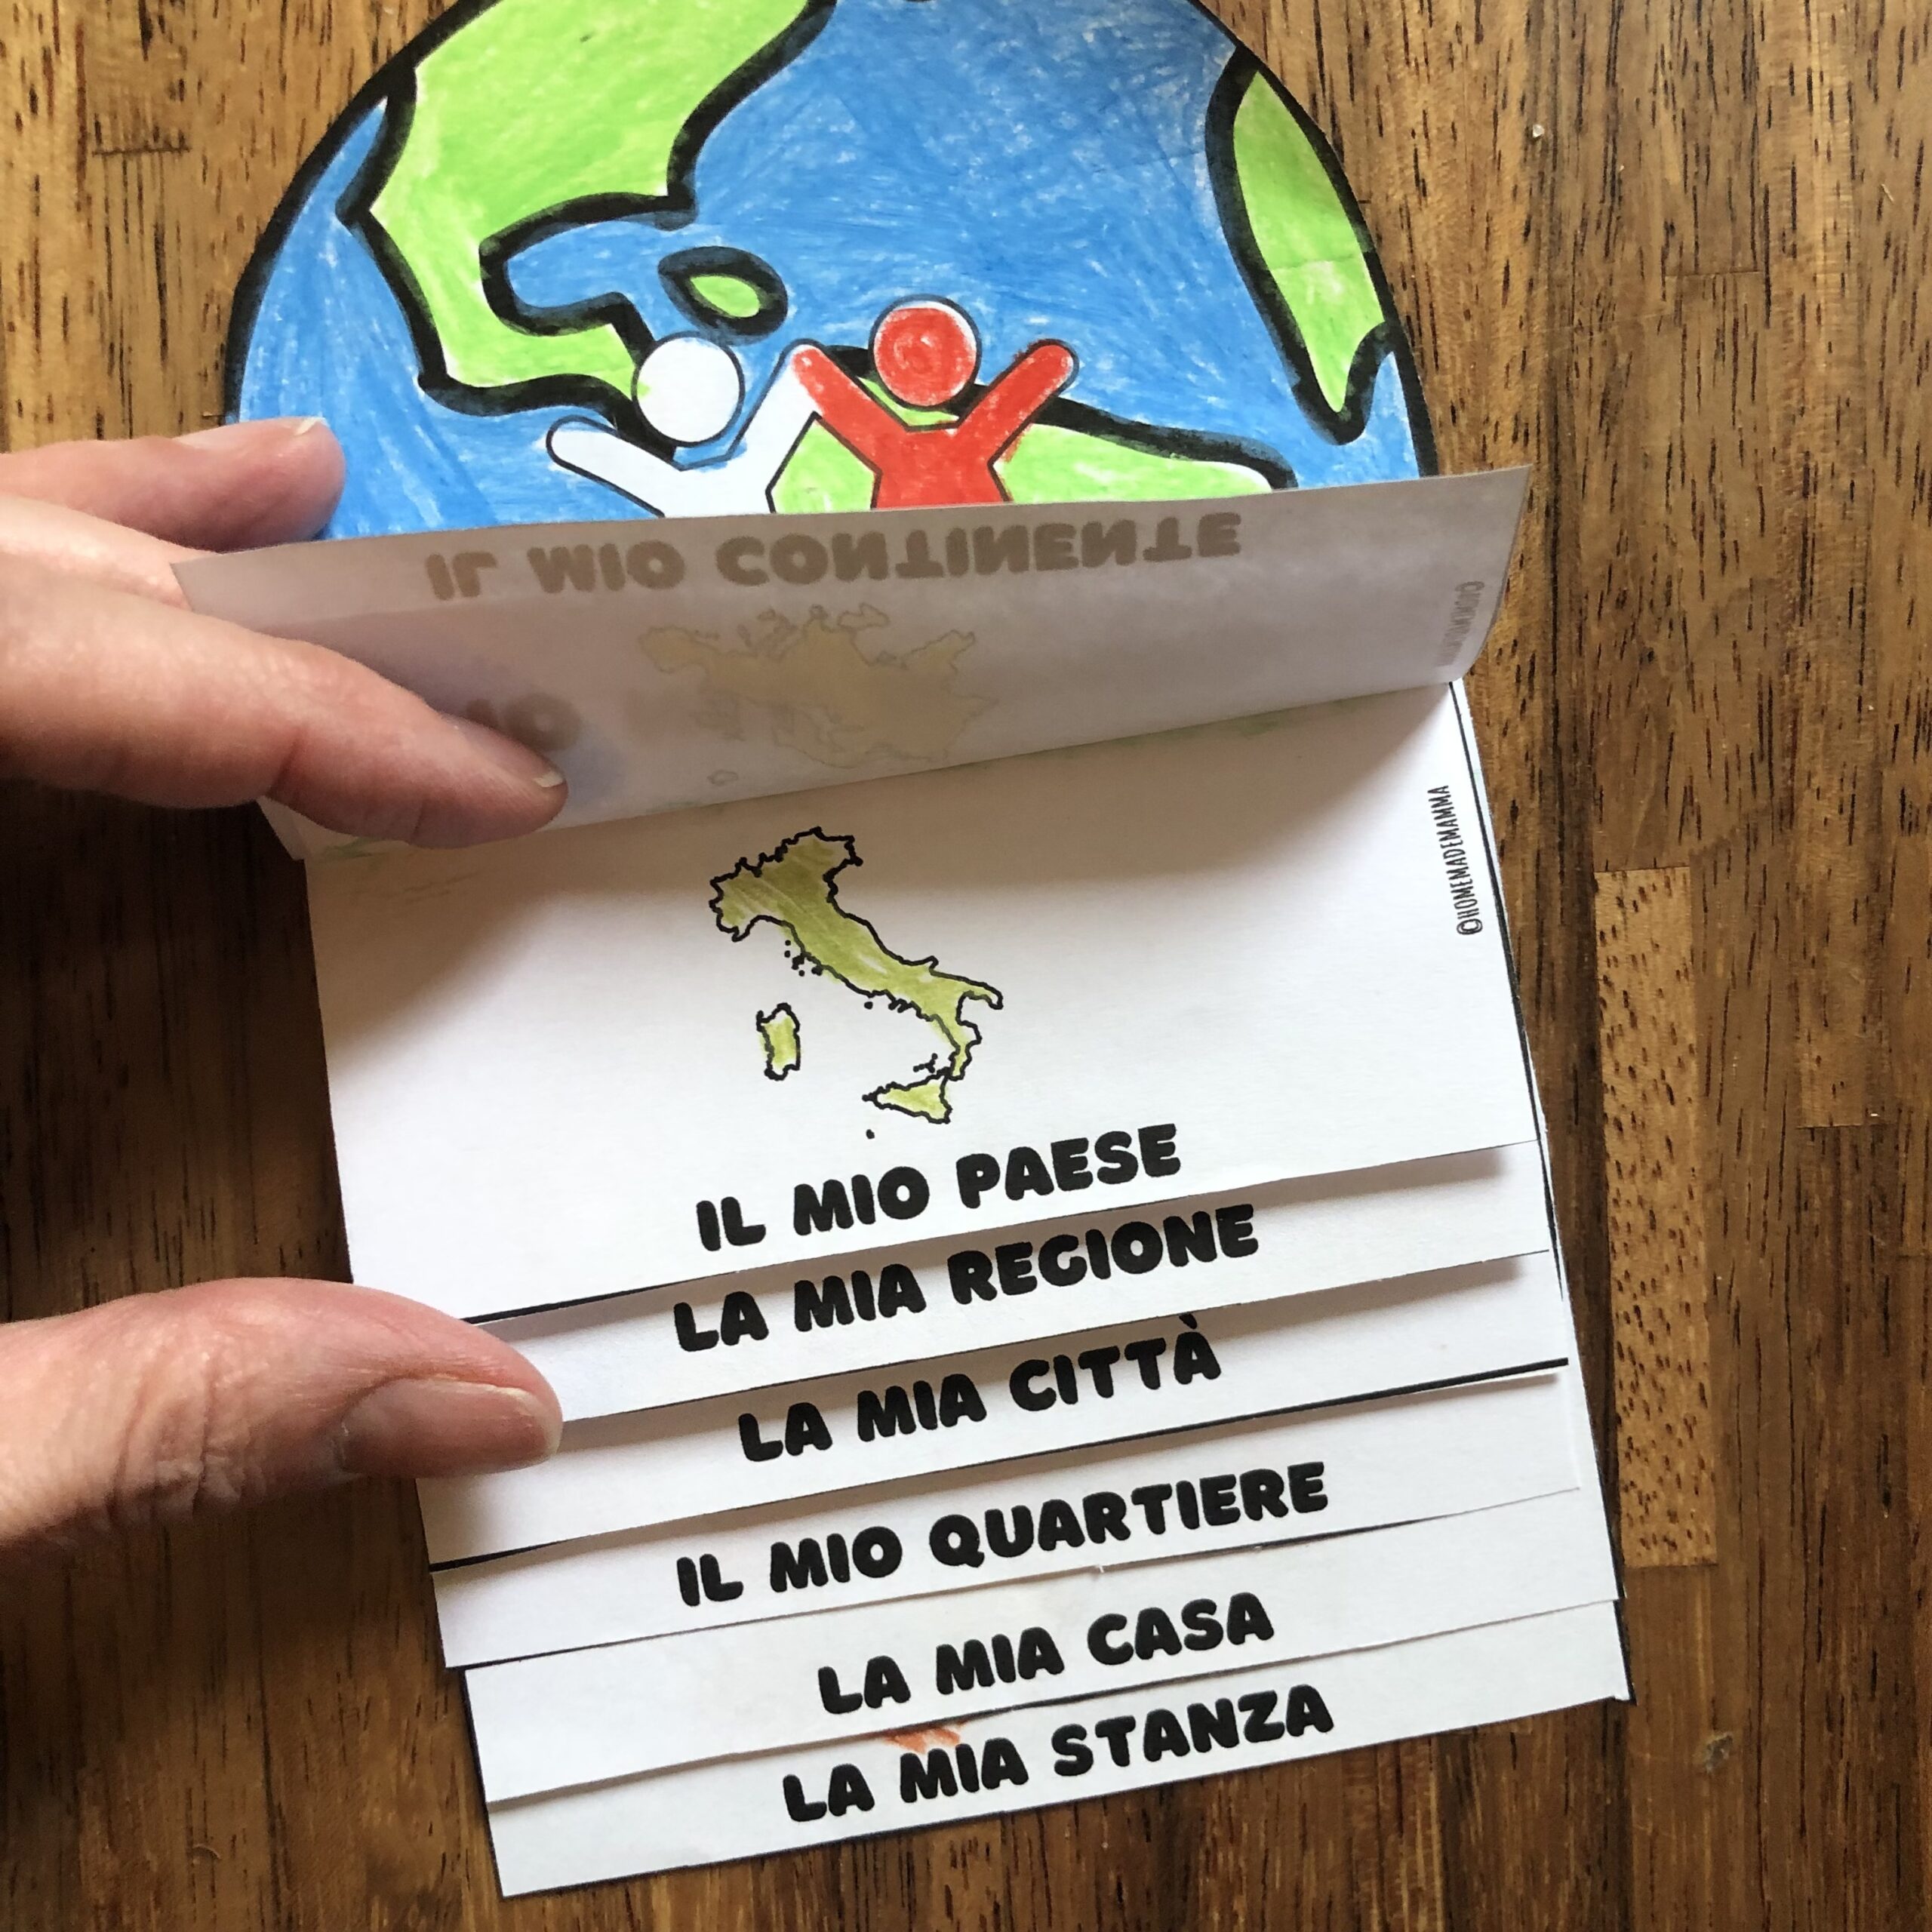 IL MIO CONTINENTE
©HOMEMADEMAMMA
IL MIO PAESE
LA MIA REGIONE
LA MIA CITTÀ
IL MIO QUARTIERE
LA MIA CASA
LA MIA STANZA